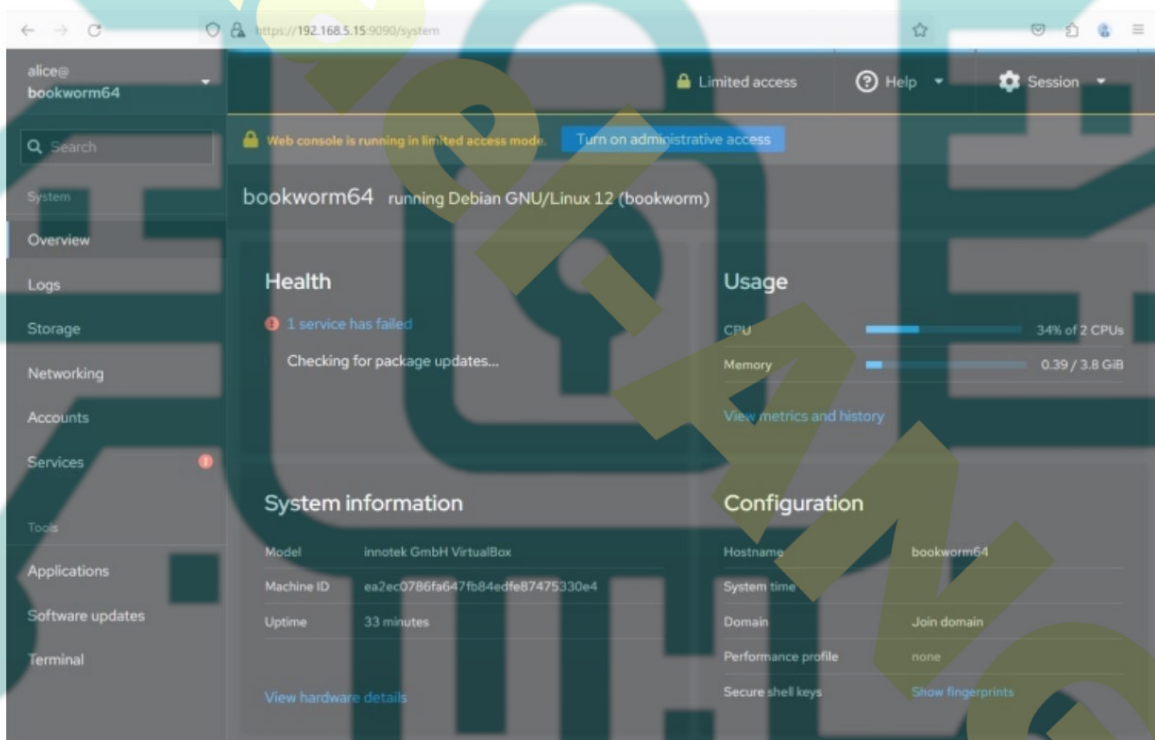 https://192.168.5.15:9090/system
alice@
bookworm64
Limited access
Help
Session
Search
Web console is running in limited access mode.
Turn on administrative access
System
bookworm64 running Debian GNU/Linux 12 (bookworm)
Overview
Logs
Storage
Networking
Accounts
Services
Tools
Applications
Software updates
Terminal
Health
1 service has failed
Checking for package updates...
Usage
CPU 34% of 2 CPUs
Memory 0.39 / 3.8 GiB
View metrics and history
System information
Model innotek GmbH VirtualBox
Machine ID ea2ec0786fa647fb84edfe87475330e4
Uptime 33 minutes
View hardware details
Configuration
Hostname bookworm64
System time
Domain Join domain
Performance profile none
Secure shell keys Show fingerprints